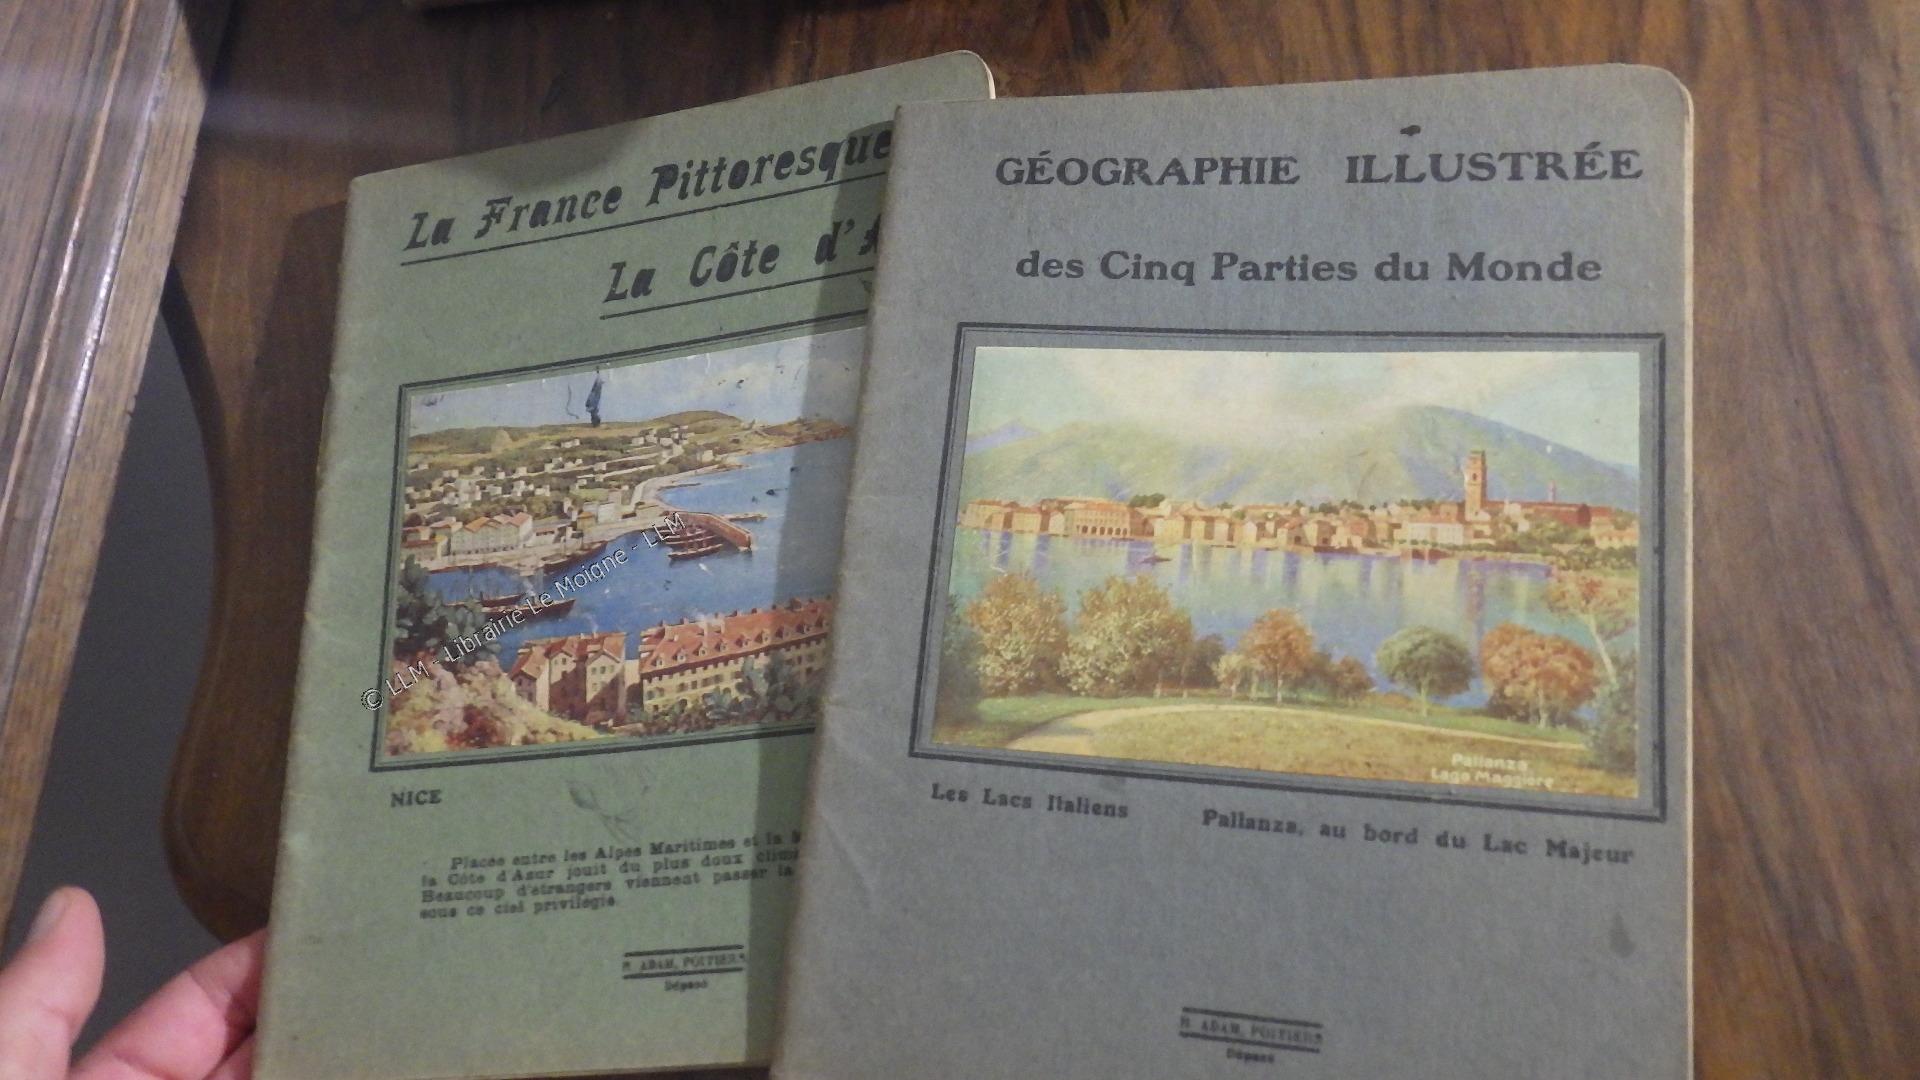 La France Pittoresque
La Côte d'A
NICE
Placée entre les Alpes Maritimes et la
la Côte d'Azur jouit du plus doux clim
Beaucoup d'étrangers viennent passer la
sous ce ciel privilégié.
H. ADAM, POITIERS
Déposé
GÉOGRAPHIE ILLUSTRÉE
des Cinq Parties du Monde
Pallanza
Lago Maggiore
Les Lacs Italiens Pallanza, au bord du Lac Majeur
H. ADAM, POITIERS
Déposé
© LLM - Librairie Le Moigne - LLM